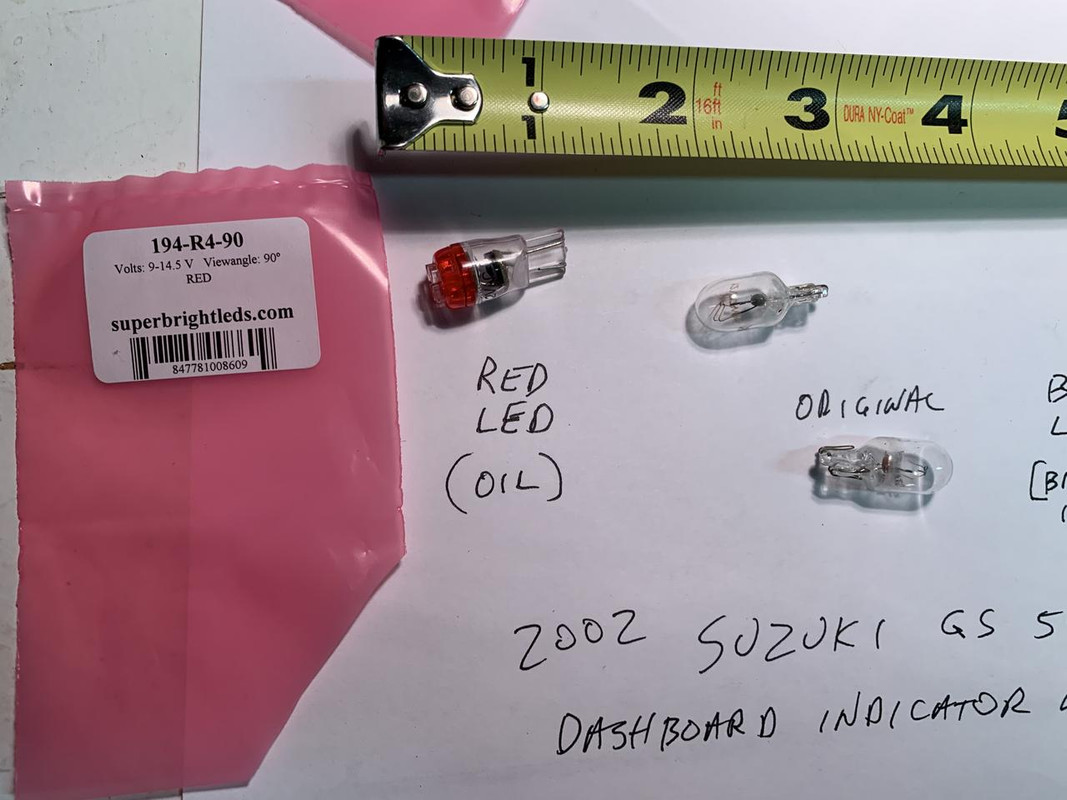 1
1
2
ft
16ft
in
3
DURA NY-Coat™
4
194-R4-90
Volts: 9-14.5 V Viewangle: 90°
RED
superbrightleds.com
847781008609
RED
LED
(OIL)
ORIGINAL
2002 SUZUKI GS 5
DASHBOARD INDICATOR